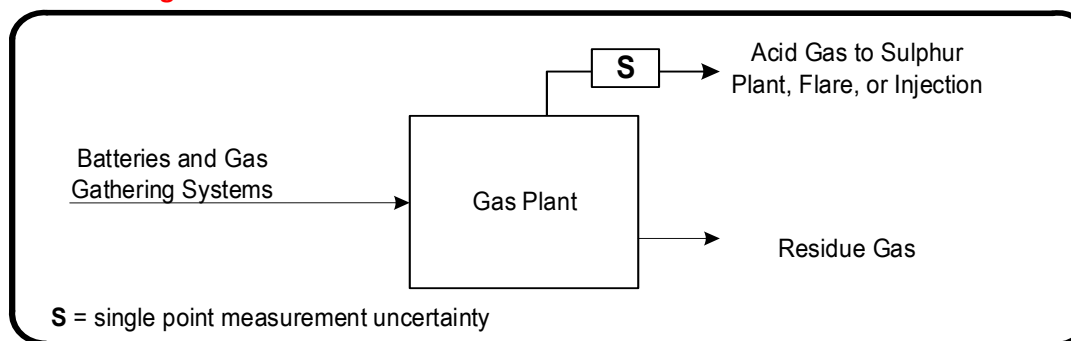 S
Acid Gas to Sulphur
Plant, Flare, or Injection
Batteries and Gas
Gathering Systems
Gas Plant
Residue Gas
S = single point measurement uncertainty